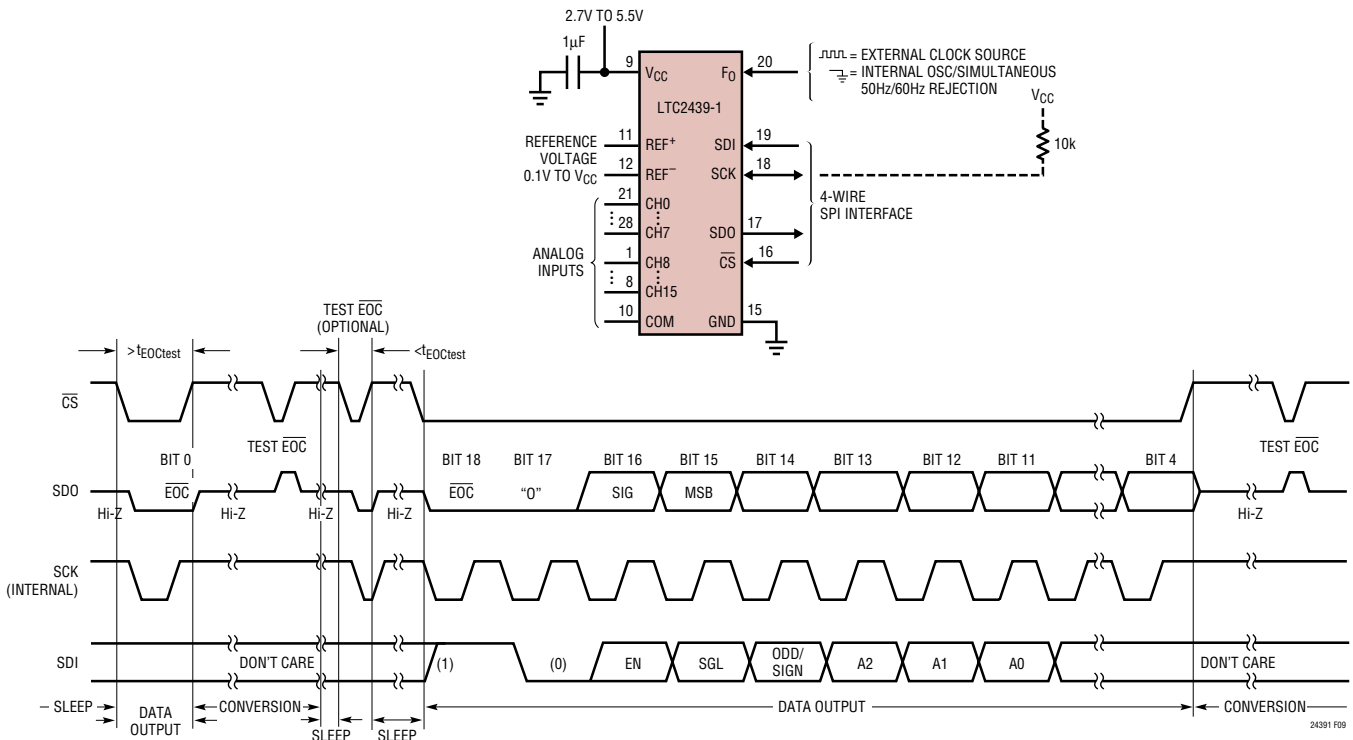 2.7V TO 5.5V
1µF
9
VCC
FO
20
= EXTERNAL CLOCK SOURCE
= INTERNAL OSC/SIMULTANEOUS
50Hz/60Hz REJECTION
VCC
10k
LTC2439-1
REFERENCE
VOLTAGE
0.1V TO VCC
11
REF+
12
REF–
SDI
19
SCK
18
4-WIRE
SPI INTERFACE
ANALOG
INPUTS
21
CH0
28
CH7
1
CH8
8
CH15
10
COM
SDO
17
CS
16
GND
15
TEST EOC
(OPTIONAL)
>tEOCtest
<tEOCtest
CS
TEST EOC
TEST EOC
BIT 0
BIT 18
BIT 17
BIT 16
BIT 15
BIT 14
BIT 13
BIT 12
BIT 11
BIT 4
SDO
EOC
EOC
“0”
SIG
MSB
Hi-Z
Hi-Z
Hi-Z
Hi-Z
Hi-Z
SCK
(INTERNAL)
SDI
DON’T CARE
(1)
(0)
EN
SGL
ODD/
SIGN
A2
A1
A0
DON’T CARE
SLEEP
DATA
OUTPUT
CONVERSION
SLEEP
SLEEP
DATA OUTPUT
CONVERSION
24391 F09